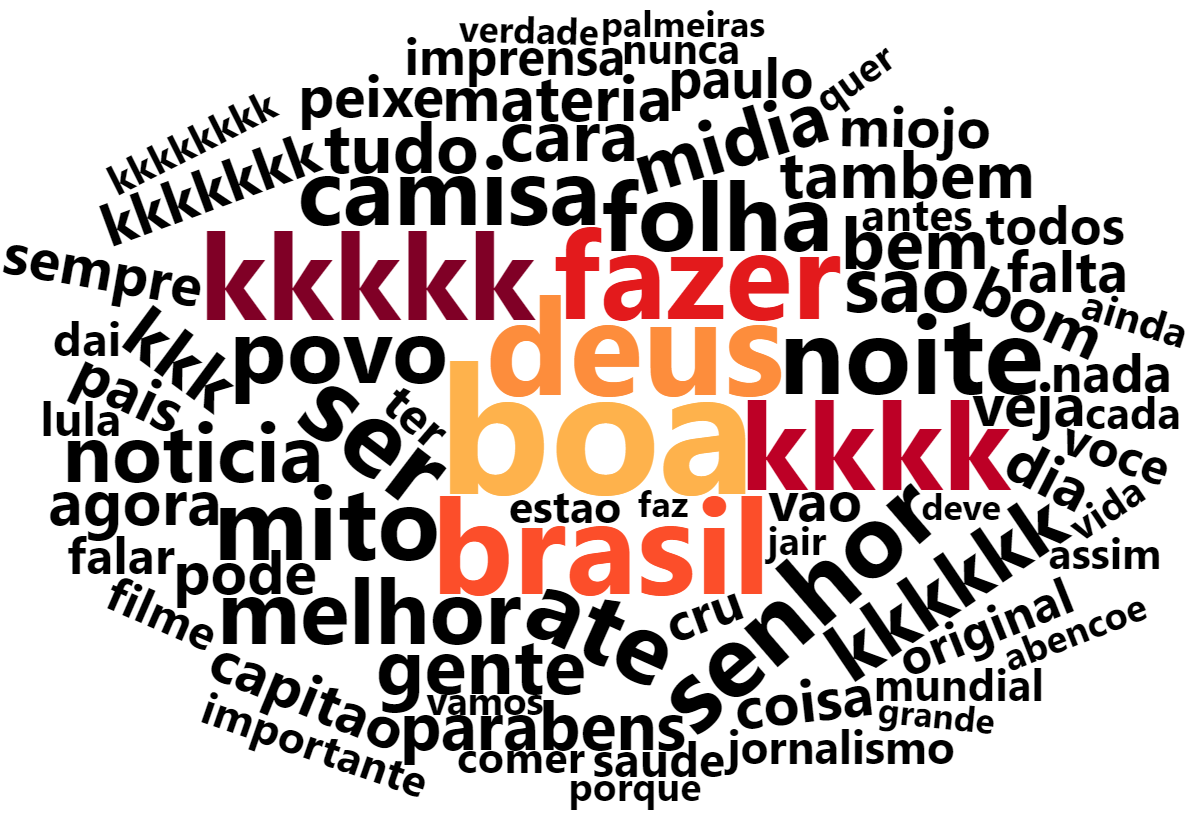 verdade palmeiras
imprensa nunca
peixe materia paulo quer
kkkkkkkk
kkkkkkk tudo cara midia miojo
camisa folha tambem
antes todos
bem
sempre kkkkk fazer sao bom falta
ainda
dai kkk povo deus noite nada
pais ser ter boa kkkk veja cada
lula
noticia voce
dia
agora mito estao faz vao deve vida
brasil jair
falar pode senhor kkkkkk assim
filme melhor ate cru original
abencoe
capitao gente
vamos coisa mundial
importante parabens grande
comer saude jornalismo
porque